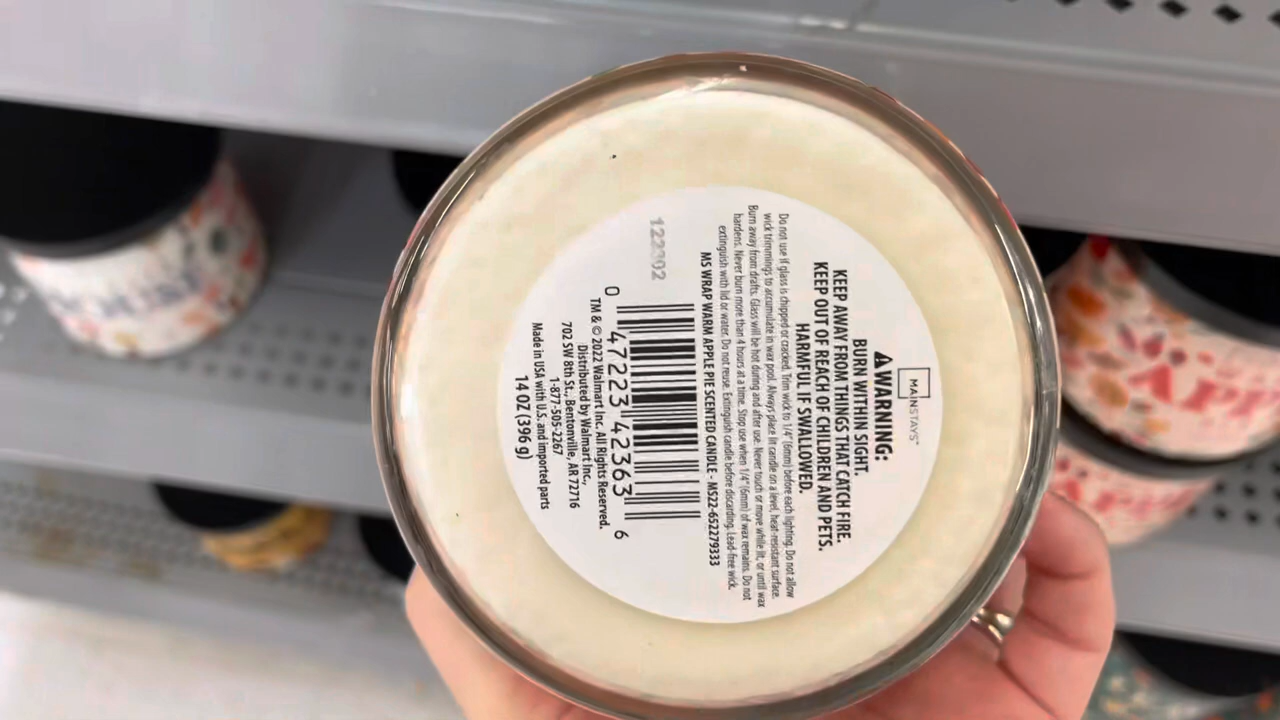 MAINSTAYS™
WARNING:
BURN WITHIN SIGHT.
KEEP AWAY FROM THINGS THAT CATCH FIRE.
KEEP OUT OF REACH OF CHILDREN AND PETS.
HARMFUL IF SWALLOWED.
Do not use if glass is chipped or cracked. Trim wick to 1/4" (6mm) before each lighting. Do not allow
wick trimmings to accumulate in wax pool. Always place in candle on a level, heat-resistant surface.
Burn away from drafts. Glass will be hot during and after use. Never touch or move while lit, or until wax
hardens. Never burn more than 4 hours at a time. Stop use when 1/4" (6mm) of wax remains. Do not
extinguish with lid or water. Do not reuse. Extinguish candle before discarding. Lead-free wick.
MS WRAP WARM APPLE PIE SCENTED CANDLE - MS22-652279333
0 47223 42363 6
TM & © 2022 Walmart Inc. All Rights Reserved.
Distributed by Walmart Inc.,
702 SW 8th St., Bentonville, AR 72716
1-877-505-2267
Made in USA with U.S. and imported parts
14 OZ (396 g)
122302